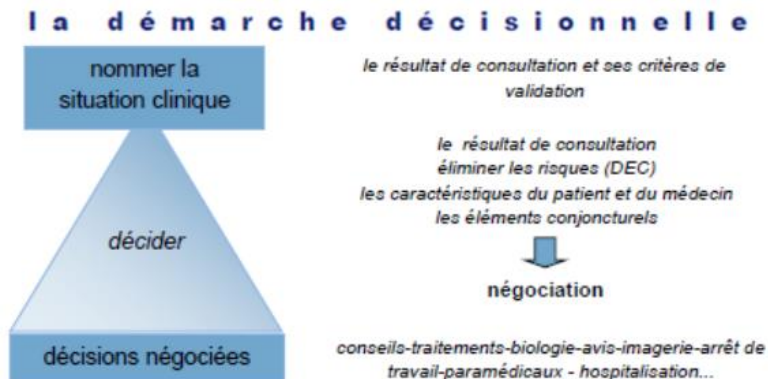 la démarche décisionnelle
nommer la
situation clinique
le résultat de consultation et ses critères de
validation
le résultat de consultation
éliminer les risques (DEC)
les caractéristiques du patient et du médecin
les éléments conjoncturels
décider
négociation
décisions négociées
conseils-traitements-biologie-avis-imagerie-arrêt de
travail-paramédicaux - hospitalisation...